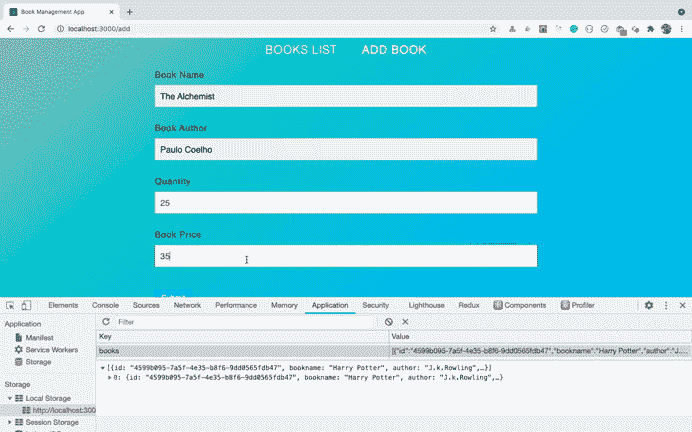 Book Management App
localhost:3000/add
BOOKS LIST ADD BOOK
Book Name
The Alchemist
Book Author
Paulo Coelho
Quantity
25
Book Price
35
Elements Console Sources Network Performance Memory Application Security Lighthouse Redux Components Profiler
Application
Manifest
Service Workers
Storage
Storage
Local Storage
http://localhost:300
Session Storage
Filter
Key Value
books [{"id":"4599b095-7a5f-4e35-b8f6-9dd0565fdb47","bookname":"Harry Potter","author":"J....
[{id: "4599b095-7a5f-4e35-b8f6-9dd0565fdb47", bookname: "Harry Potter", author: "J.k.Rowling",…}]
0: {id: "4599b095-7a5f-4e35-b8f6-9dd0565fdb47", bookname: "Harry Potter", author: "J.k.Rowling",…}